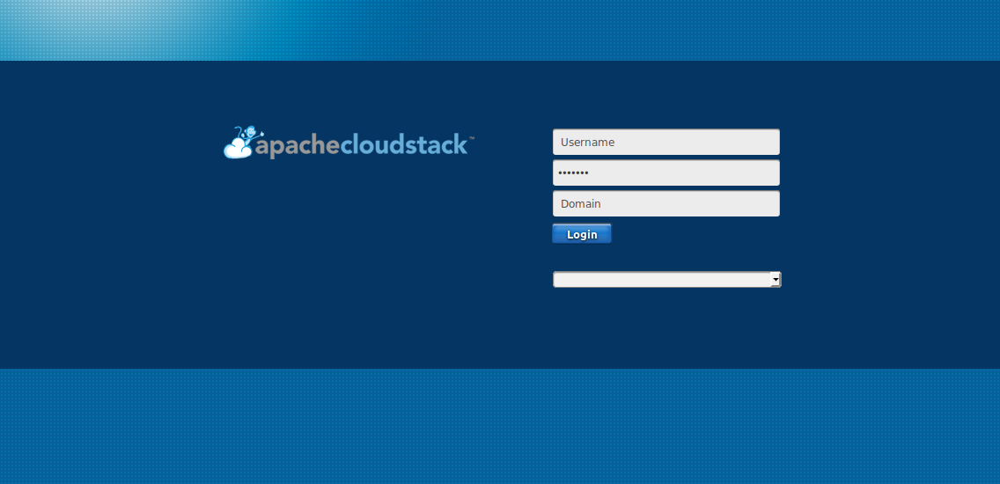 apachecloudstack™
Username
•••••••
Domain
Login